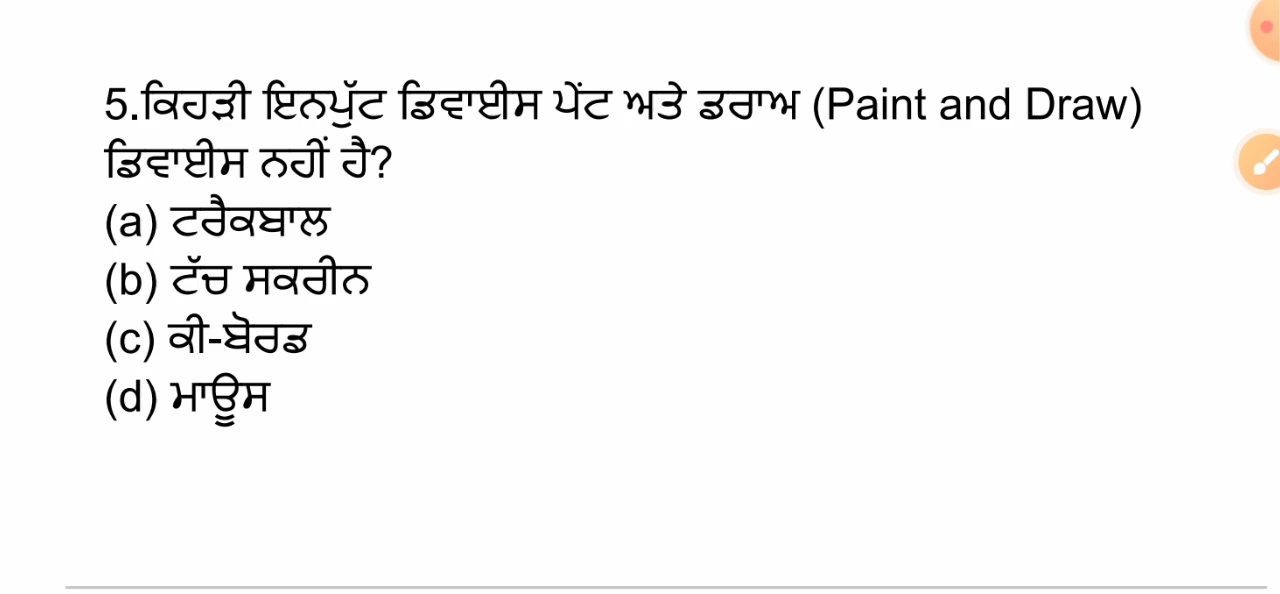 5.ਕਿਹੜੀ ਇਨਪੁੱਟ ਡਿਵਾਈਸ ਪੇਂਟ ਅਤੇ ਡਰਾਅ (Paint and Draw)
ਡਿਵਾਈਸ ਨਹੀਂ ਹੈ?
(a) ਟਰੈਕਬਾਲ
(b) ਟੱਚ ਸਕਰੀਨ
(c) ਕੀ-ਬੋਰਡ
(d) ਮਾਊਸ